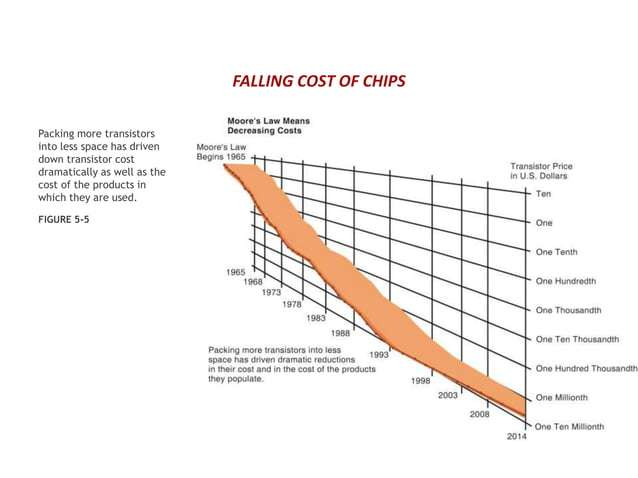 FALLING COST OF CHIPS
Packing more transistors
into less space has driven
down transistor cost
dramatically as well as the
cost of the products in
which they are used.
FIGURE 5-5
Moore's Law Means
Decreasing Costs
Moore's Law
Begins 1965
Transistor Price
in U.S. Dollars
Ten
One
One Tenth
One Hundredth
One Thousandth
One Ten Thousandth
One Hundred Thousandth
One Millionth
One Ten Millionth
1965
1968
1973
1978
1983
1988
1993
1998
2003
2008
2014
Packing more transistors into less
space has driven dramatic reductions
in their cost and in the cost of the products
they populate.